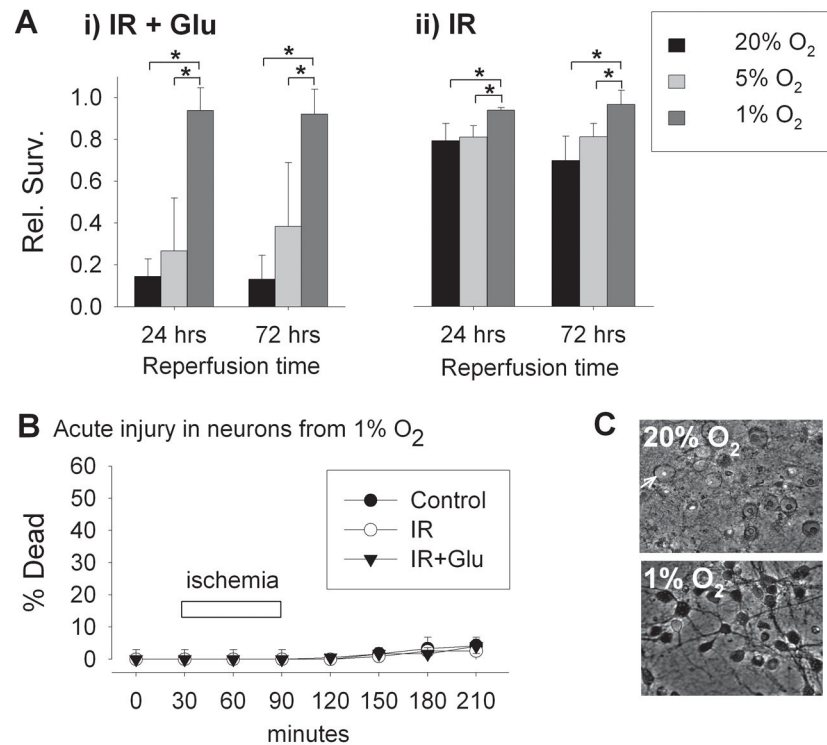 A
i) IR + Glu
ii) IR
20% O₂
5% O₂
1% O₂
* * * *
* * * *
Rel. Surv.
1.0
0.8
0.6
0.4
0.2
0.0
24 hrs 72 hrs
Reperfusion time
24 hrs 72 hrs
Reperfusion time
B Acute injury in neurons from 1% O₂
% Dead
60
50
40
30
20
10
0
Control
IR
IR+Glu
ischemia
0 30 60 90 120 150 180 210
minutes
C
20% O₂
1% O₂